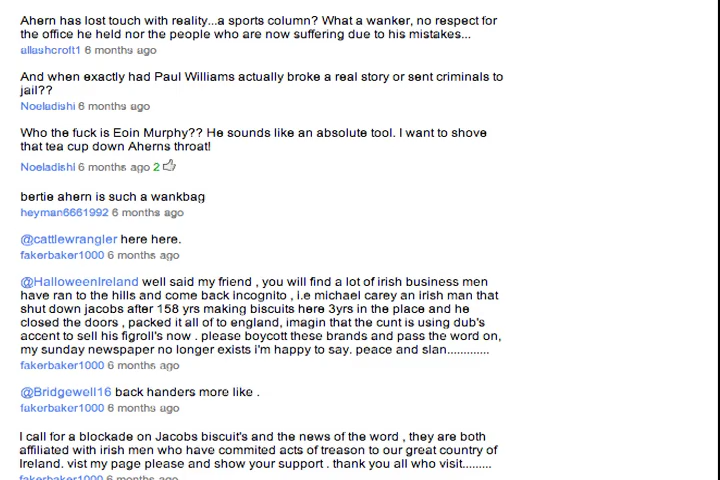 Ahern has lost touch with reality...a sports column? What a wanker, no respect for
the office he held nor the people who are now suffering due to his mistakes...
allashcroft1 6 months ago
And when exactly had Paul Williams actually broke a real story or sent criminals to
jail??
Noeladishi 6 months ago
Who the fuck is Eoin Murphy?? He sounds like an absolute tool. I want to shove
that tea cup down Aherns throat!
Noeladishi 6 months ago 2
bertie ahern is such a wankbag
heyman6661992 6 months ago
@cattlewrangler here here.
fakerbaker1000 6 months ago
@HalloweenIreland well said my friend , you will find a lot of irish business men
have ran to the hills and come back incognito , i.e michael carey an irish man that
shut down jacobs after 158 yrs making biscuits here 3yrs in the place and he
closed the doors , packed it all of to england, imagin that the cunt is using dub's
accent to sell his figroll's now . please boycott these brands and pass the word on,
my sunday newspaper no longer exists i'm happy to say. peace and slan.............
fakerbaker1000 6 months ago
@Bridgewell16 back handers more like .
fakerbaker1000 6 months ago
I call for a blockade on Jacobs biscuit's and the news of the word , they are both
affiliated with irish men who have commited acts of treason to our great country of
Ireland. vist my page please and show your support . thank you all who visit.........
fakerbaker1000 6 months ago